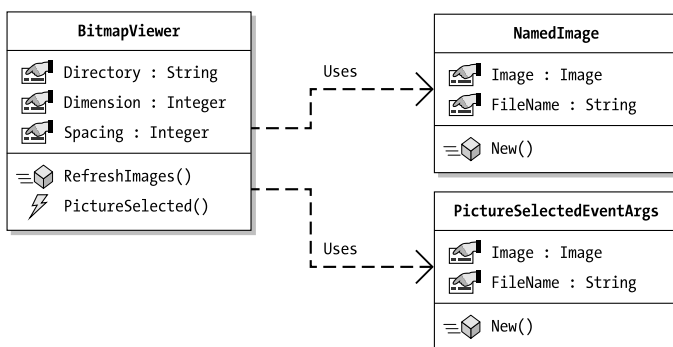 BitmapViewer
Directory : String
Dimension : Integer
Spacing : Integer
RefreshImages()
PictureSelected()
Uses
Uses
NamedImage
Image : Image
FileName : String
New()
PictureSelectedEventArgs
Image : Image
FileName : String
New()